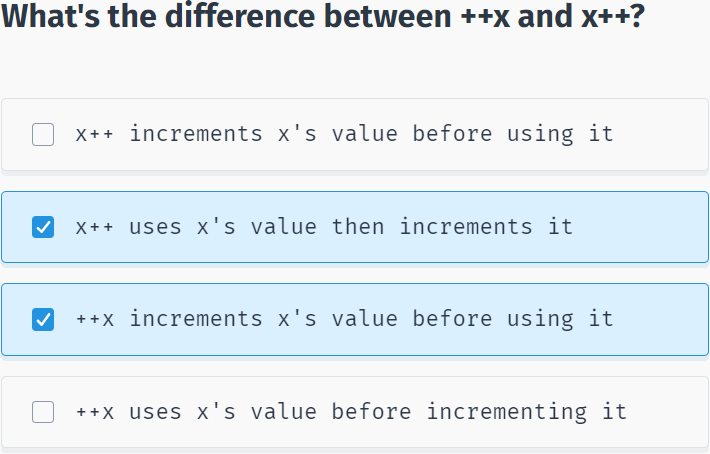 What's the difference between ++x and x++?
x++ increments x's value before using it
x++ uses x's value then increments it
++x increments x's value before using it
++x uses x's value before incrementing it